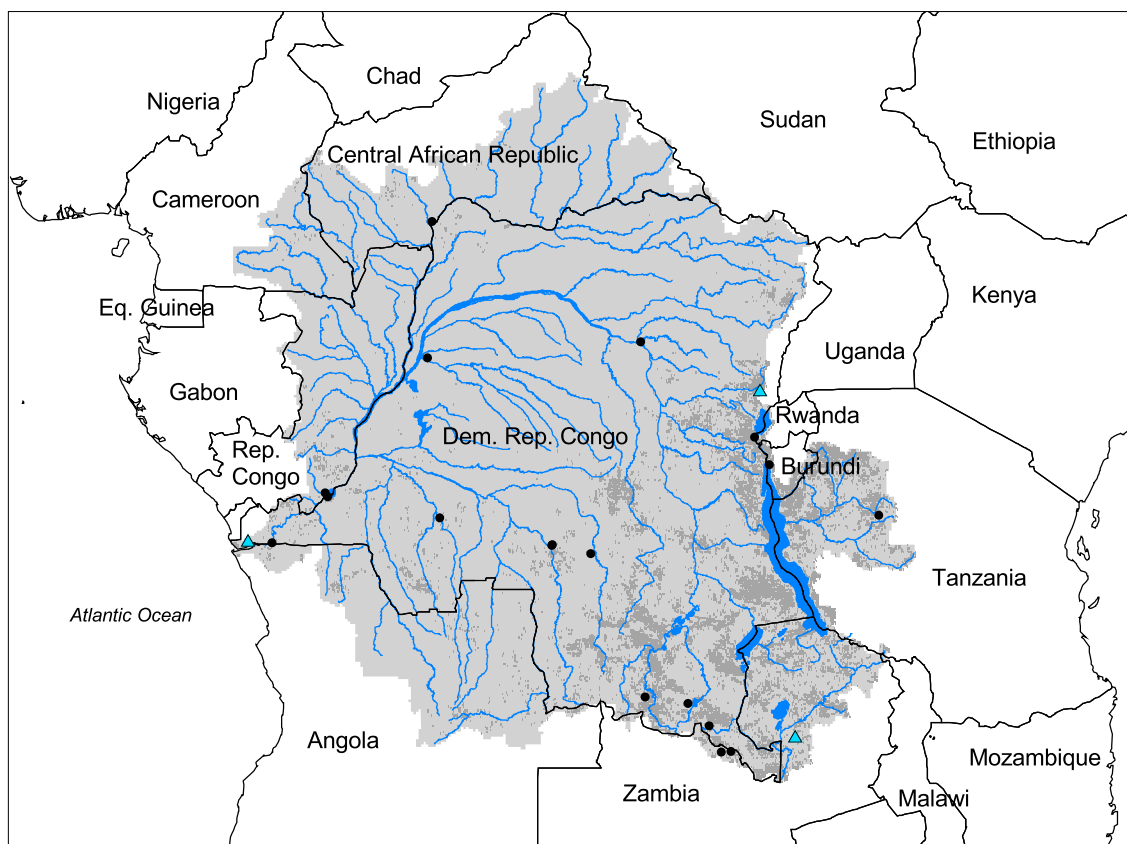 Chad
Nigeria
Sudan
Ethiopia
Central African Republic
Cameroon
Kenya
Eq. Guinea
Uganda
Gabon
Rwanda
Dem. Rep. Congo
Rep.
Congo
Burundi
Tanzania
Atlantic Ocean
Angola
Mozambique
Zambia
Malawi